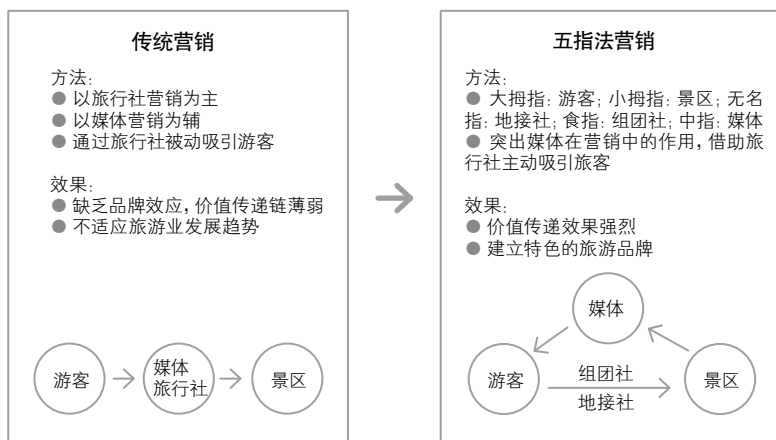 传统营销
方法:
● 以旅行社营销为主
● 以媒体营销为辅
● 通过旅行社被动吸引游客
效果:
● 缺乏品牌效应, 价值传递链薄弱
● 不适应旅游业发展趋势
游客
媒体
旅行社
景区
五指法营销
方法:
● 大拇指: 游客; 小拇指: 景区; 无名
指: 地接社; 食指: 组团社; 中指: 媒体
● 突出媒体在营销中的作用, 借助旅
行社主动吸引旅客
效果:
● 价值传递效果强烈
● 建立特色的旅游品牌
媒体
游客
组团社
地接社
景区